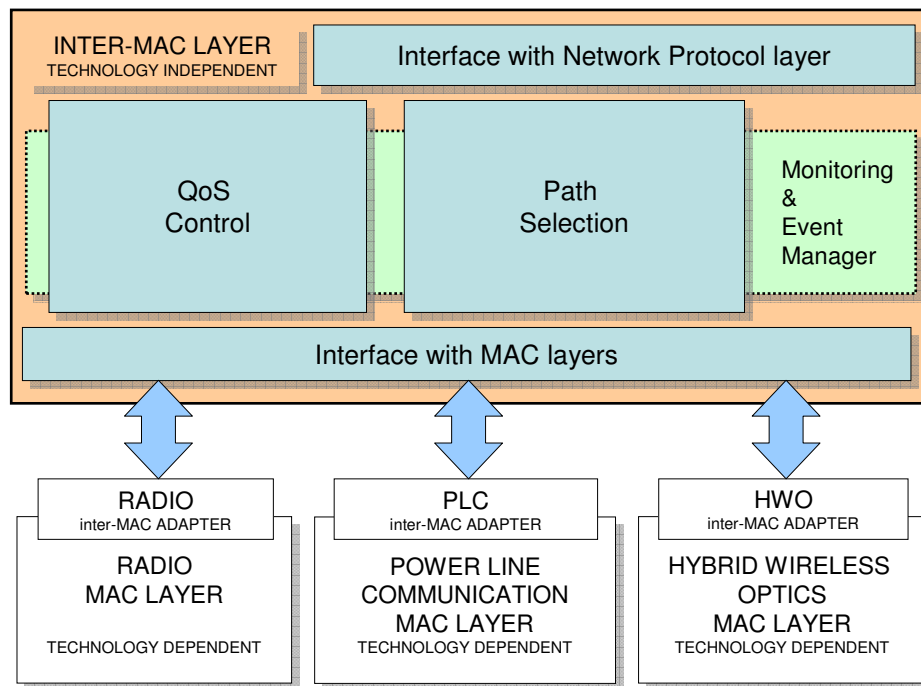 INTER-MAC LAYER
TECHNOLOGY INDEPENDENT
Interface with Network Protocol layer
QoS
Control
Path
Selection
Monitoring
&
Event
Manager
Interface with MAC layers
RADIO
inter-MAC ADAPTER
RADIO
MAC LAYER
TECHNOLOGY DEPENDENT
PLC
inter-MAC ADAPTER
POWER LINE
COMMUNICATION
MAC LAYER
TECHNOLOGY DEPENDENT
HWO
inter-MAC ADAPTER
HYBRID WIRELESS
OPTICS
MAC LAYER
TECHNOLOGY DEPENDENT